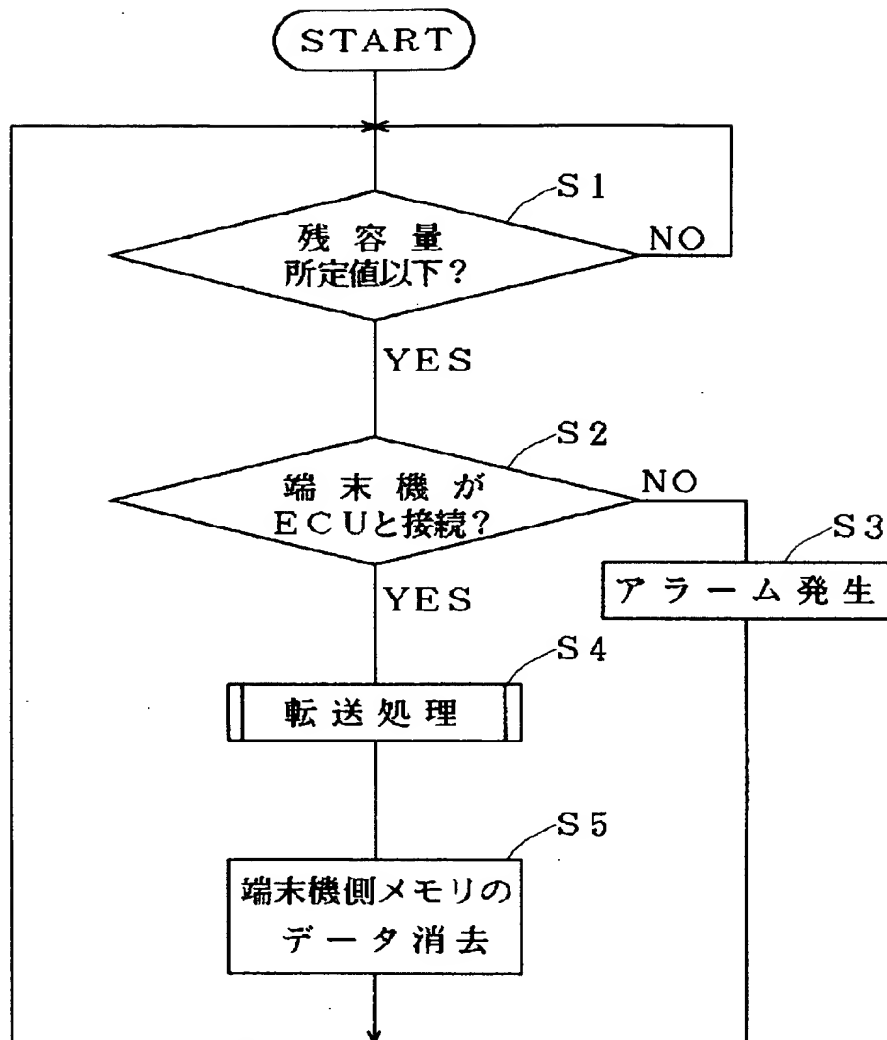 START
S1
残容量
所定値以下?
NO
YES
S2
端末機が
ECUと接続?
NO
S3
アラーム発生
YES
S4
転送処理
S5
端末機側メモリの
データ消去